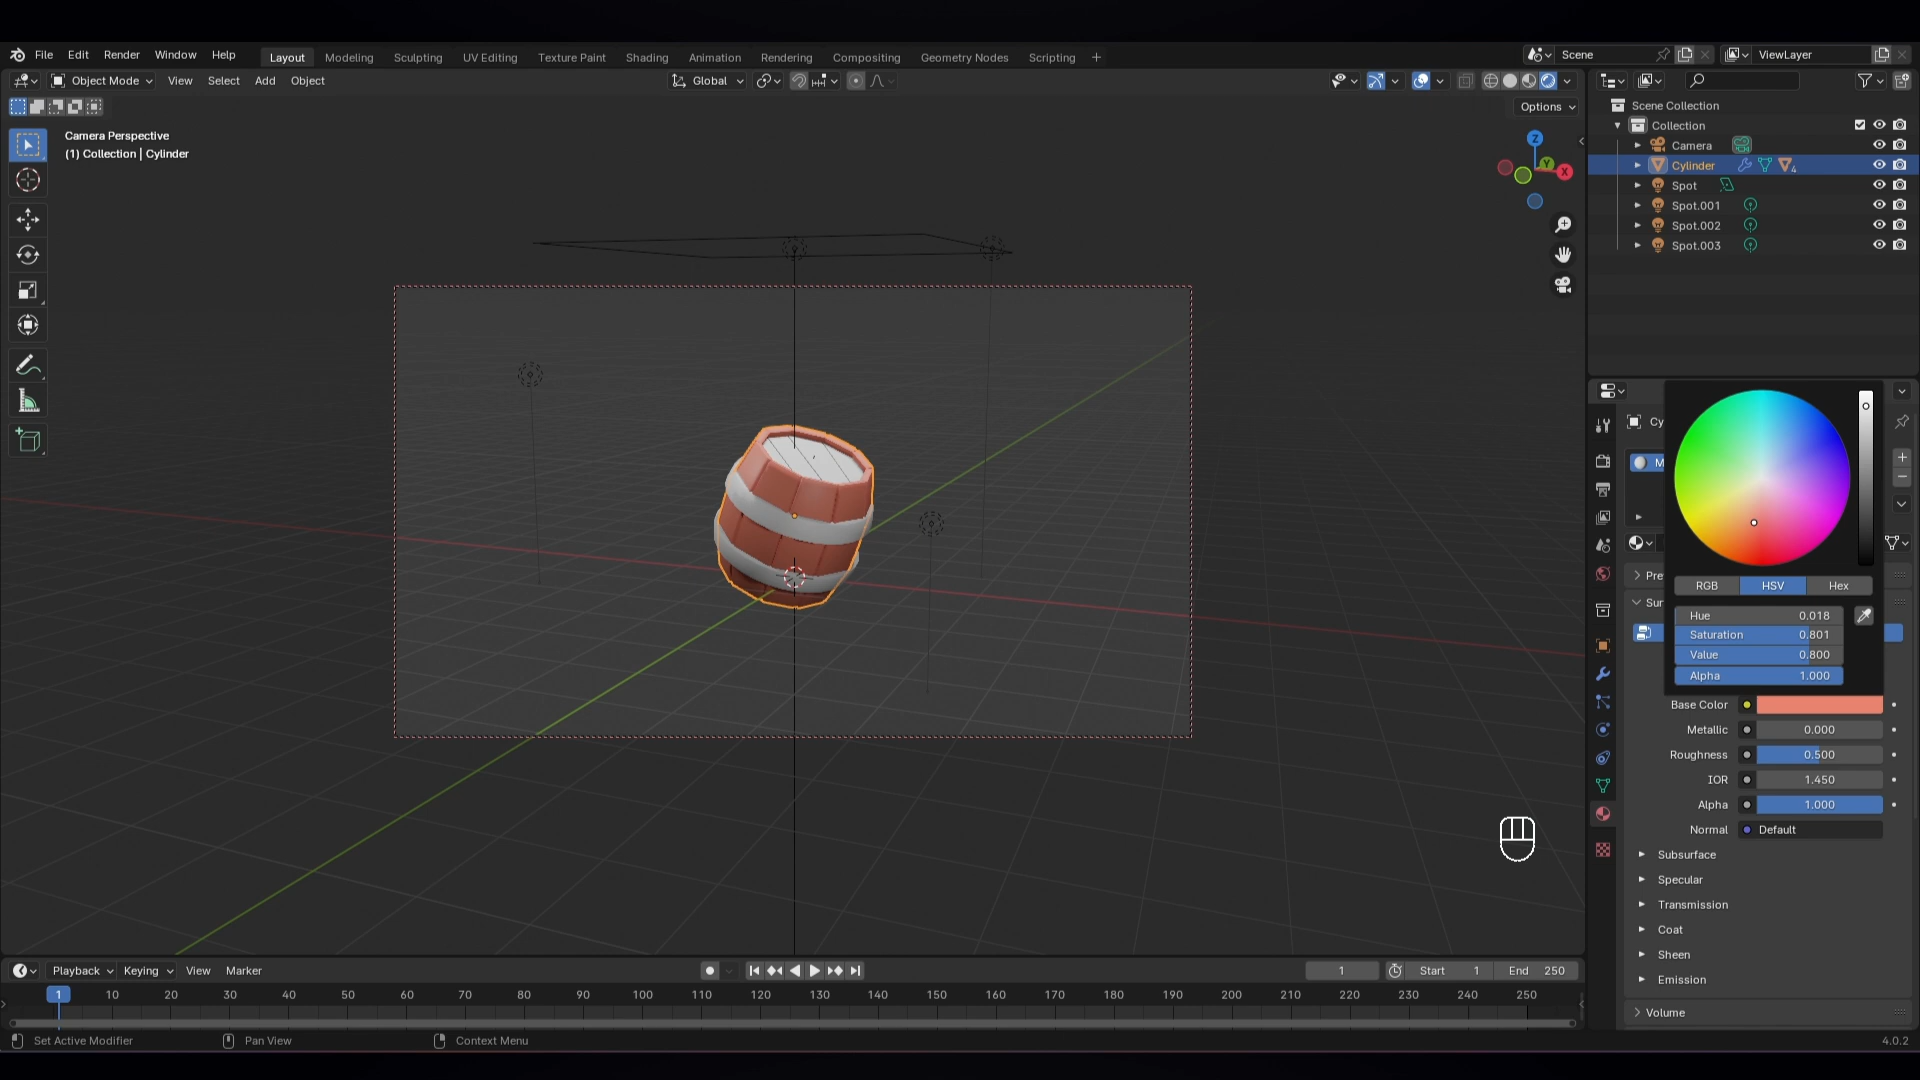 File Edit Render Window Help
Layout Modeling Sculpting UV Editing Texture Paint Shading Animation Rendering Compositing Geometry Nodes Scripting +
Scene
ViewLayer
Object Mode View Select Add Object
Global
Options
Camera Perspective
(1) Collection | Cylinder
Z
Y
X
Scene Collection
Collection
Camera
Cylinder 4
Spot
Spot.001
Spot.002
Spot.003
Cy
M
RGB HSV Hex
Pre
Sur
Hue 0.018
Saturation 0.801
Value 0.800
Alpha 1.000
Base Color
Metallic 0.000
Roughness 0.500
IOR 1.450
Alpha 1.000
Normal Default
Subsurface
Specular
Transmission
Coat
Sheen
Emission
Volume
Playback Keying View Marker
1 Start 1 End 250
1 10 20 30 40 50 60 70 80 90 100 110 120 130 140 150 160 170 180 190 200 210 220 230 240 250
Set Active Modifier Pan View Context Menu 4.0.2